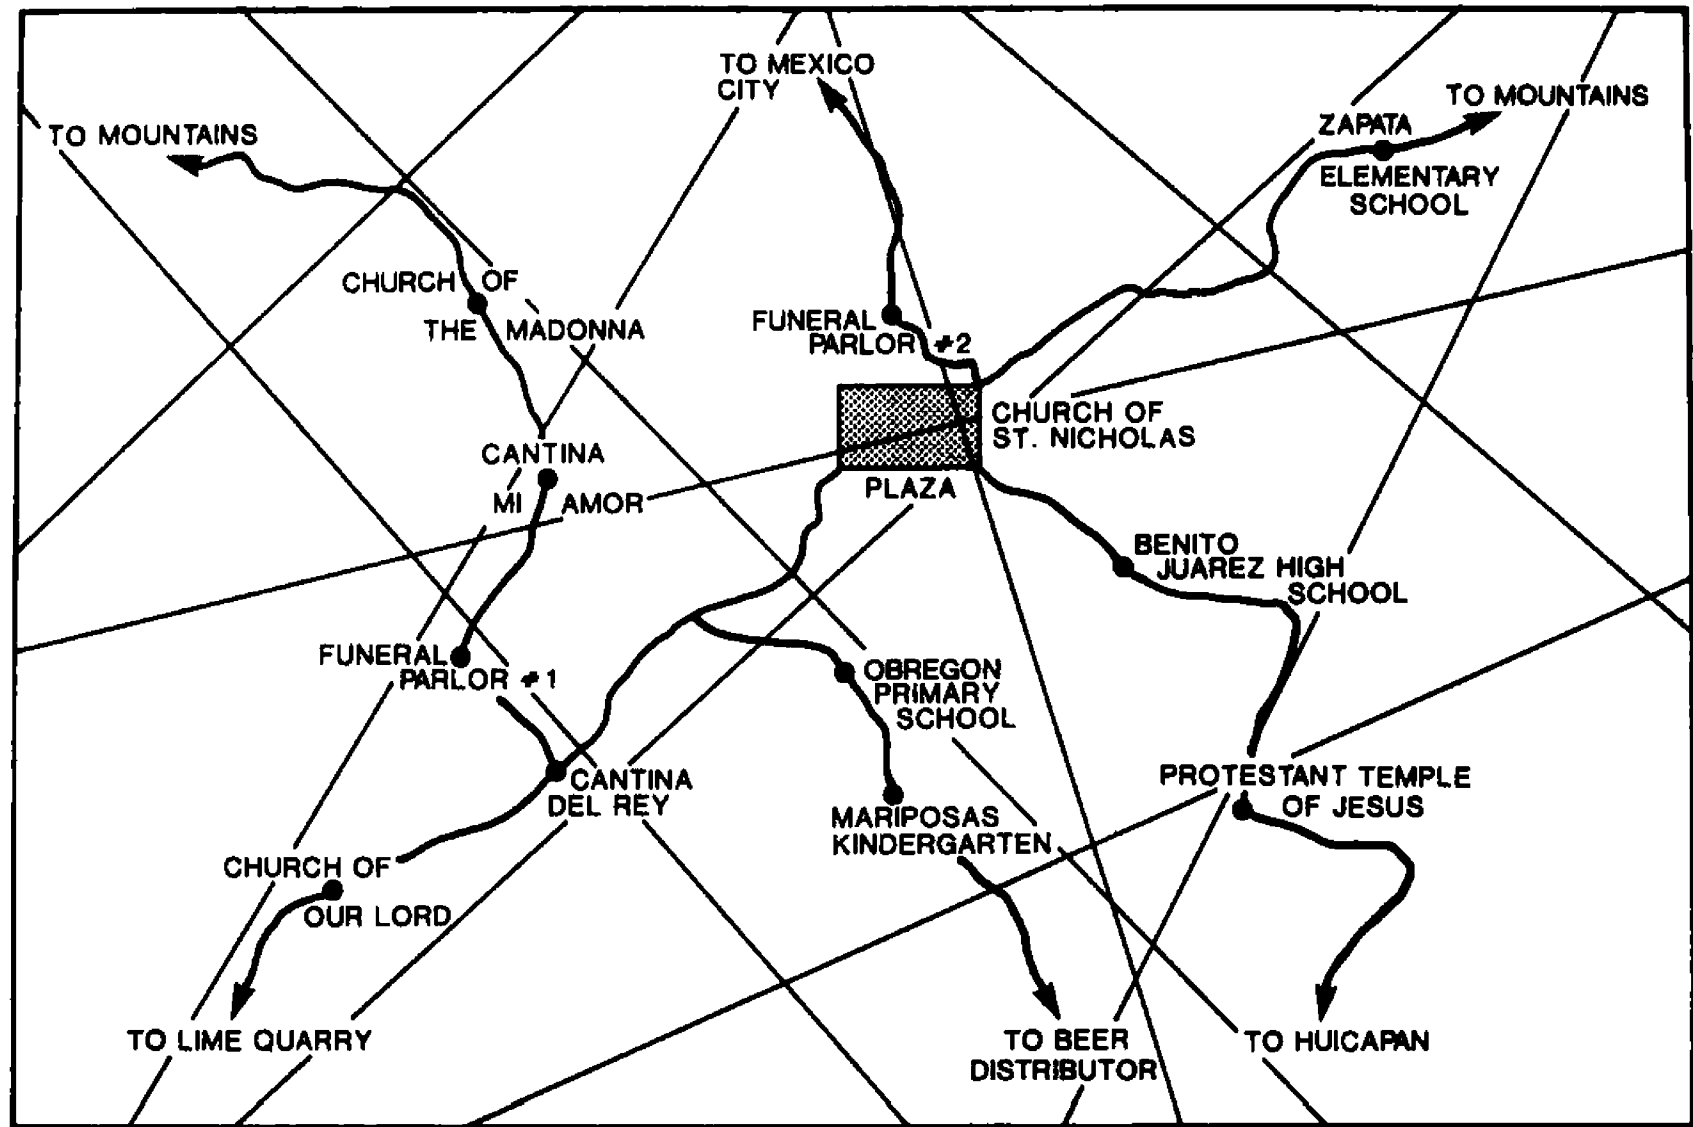 TO MEXICO
CITY
TO MOUNTAINS
TO MOUNTAINS
ZAPATA
ELEMENTARY
SCHOOL
CHURCH OF
THE MADONNA
FUNERAL
PARLOR #2
CHURCH OF
ST. NICHOLAS
CANTINA
MI AMOR
PLAZA
BENITO
JUAREZ HIGH
SCHOOL
FUNERAL
PARLOR #1
OBREGON
PRIMARY
SCHOOL
CANTINA
DEL REY
PROTESTANT TEMPLE
OF JESUS
MARIPOSAS
KINDERGARTEN
CHURCH OF
OUR LORD
TO LIME QUARRY
TO BEER
DISTRIBUTOR
TO HUICAPAN